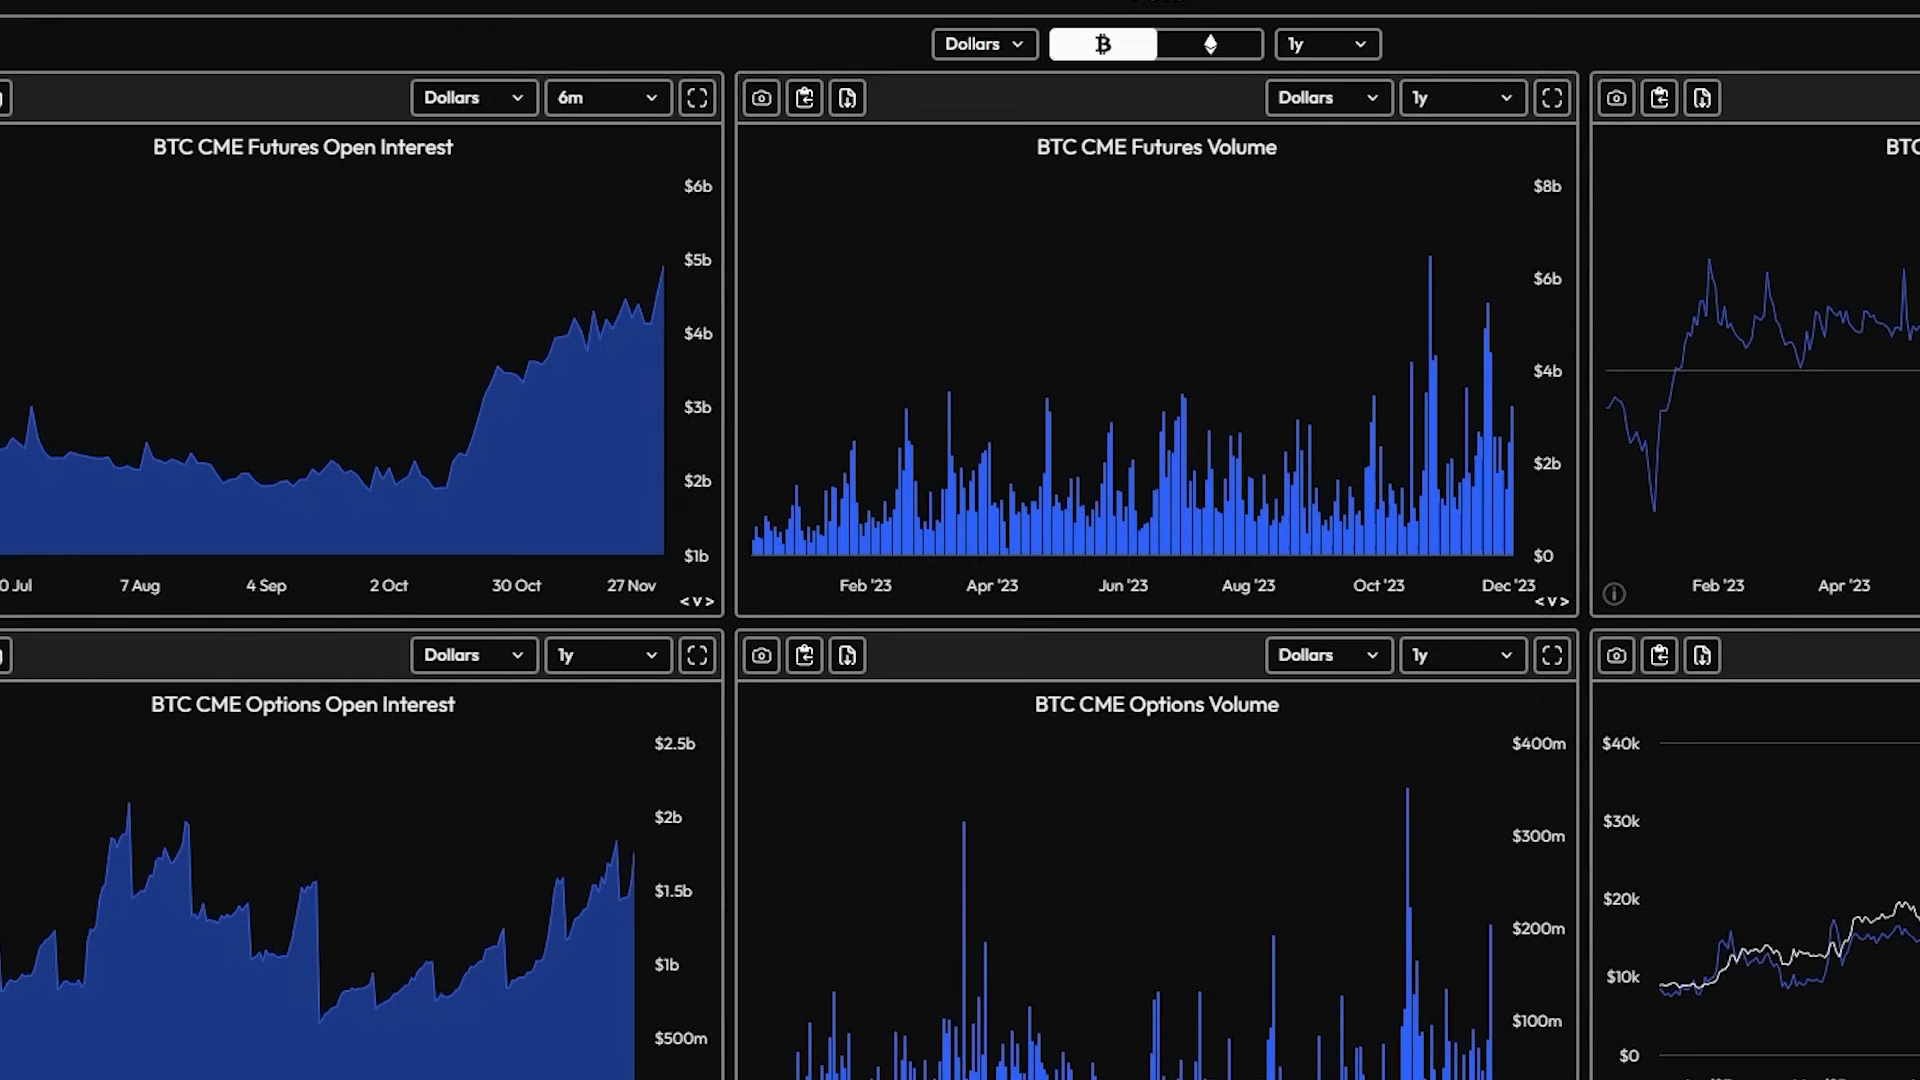 Dollars 1y
Dollars 6m
Dollars 1y
BTC CME Futures Open Interest
$6b
$5b
$4b
$3b
$2b
$1b
0 Jul 7 Aug 4 Sep 2 Oct 30 Oct 27 Nov
< v >
BTC CME Futures Volume
$8b
$6b
$4b
$2b
$0
Feb '23 Apr '23 Jun '23 Aug '23 Oct '23 Dec '23
< v >
BTC
Feb '23 Apr '23
Dollars 1y
Dollars 1y
BTC CME Options Open Interest
$2.5b
$2b
$1.5b
$1b
$500m
BTC CME Options Volume
$400m
$300m
$200m
$100m
$40k
$30k
$20k
$10k
$0